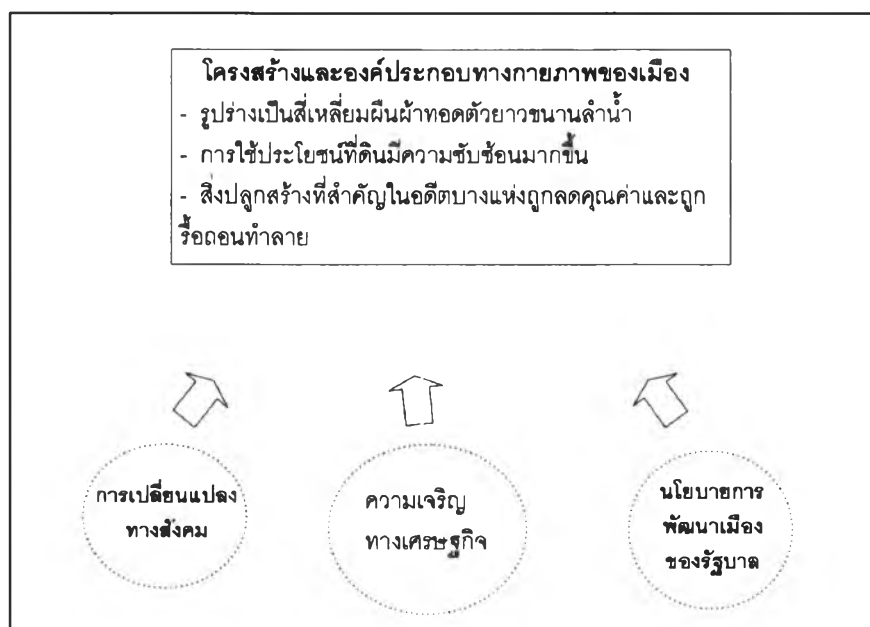 โครงสร้างและองค์ประกอบทางกายภาพของเมือง
- รูปร่างเป็นสี่เหลี่ยมผืนผ้าทอดตัวยาวขนานลำน้ำ
- การใช้ประโยชน์ที่ดินมีความซับซ้อนมากขึ้น
- สิ่งปลูกสร้างที่สำคัญในอดีตบางแห่งถูกลดคุณค่าและถูก
รื้อถอนทำลาย
การเปลี่ยนแปลง
ทางสังคม
ความเจริญ
ทางเศรษฐกิจ
นโยบายการ
พัฒนาเมือง
ของรัฐบาล